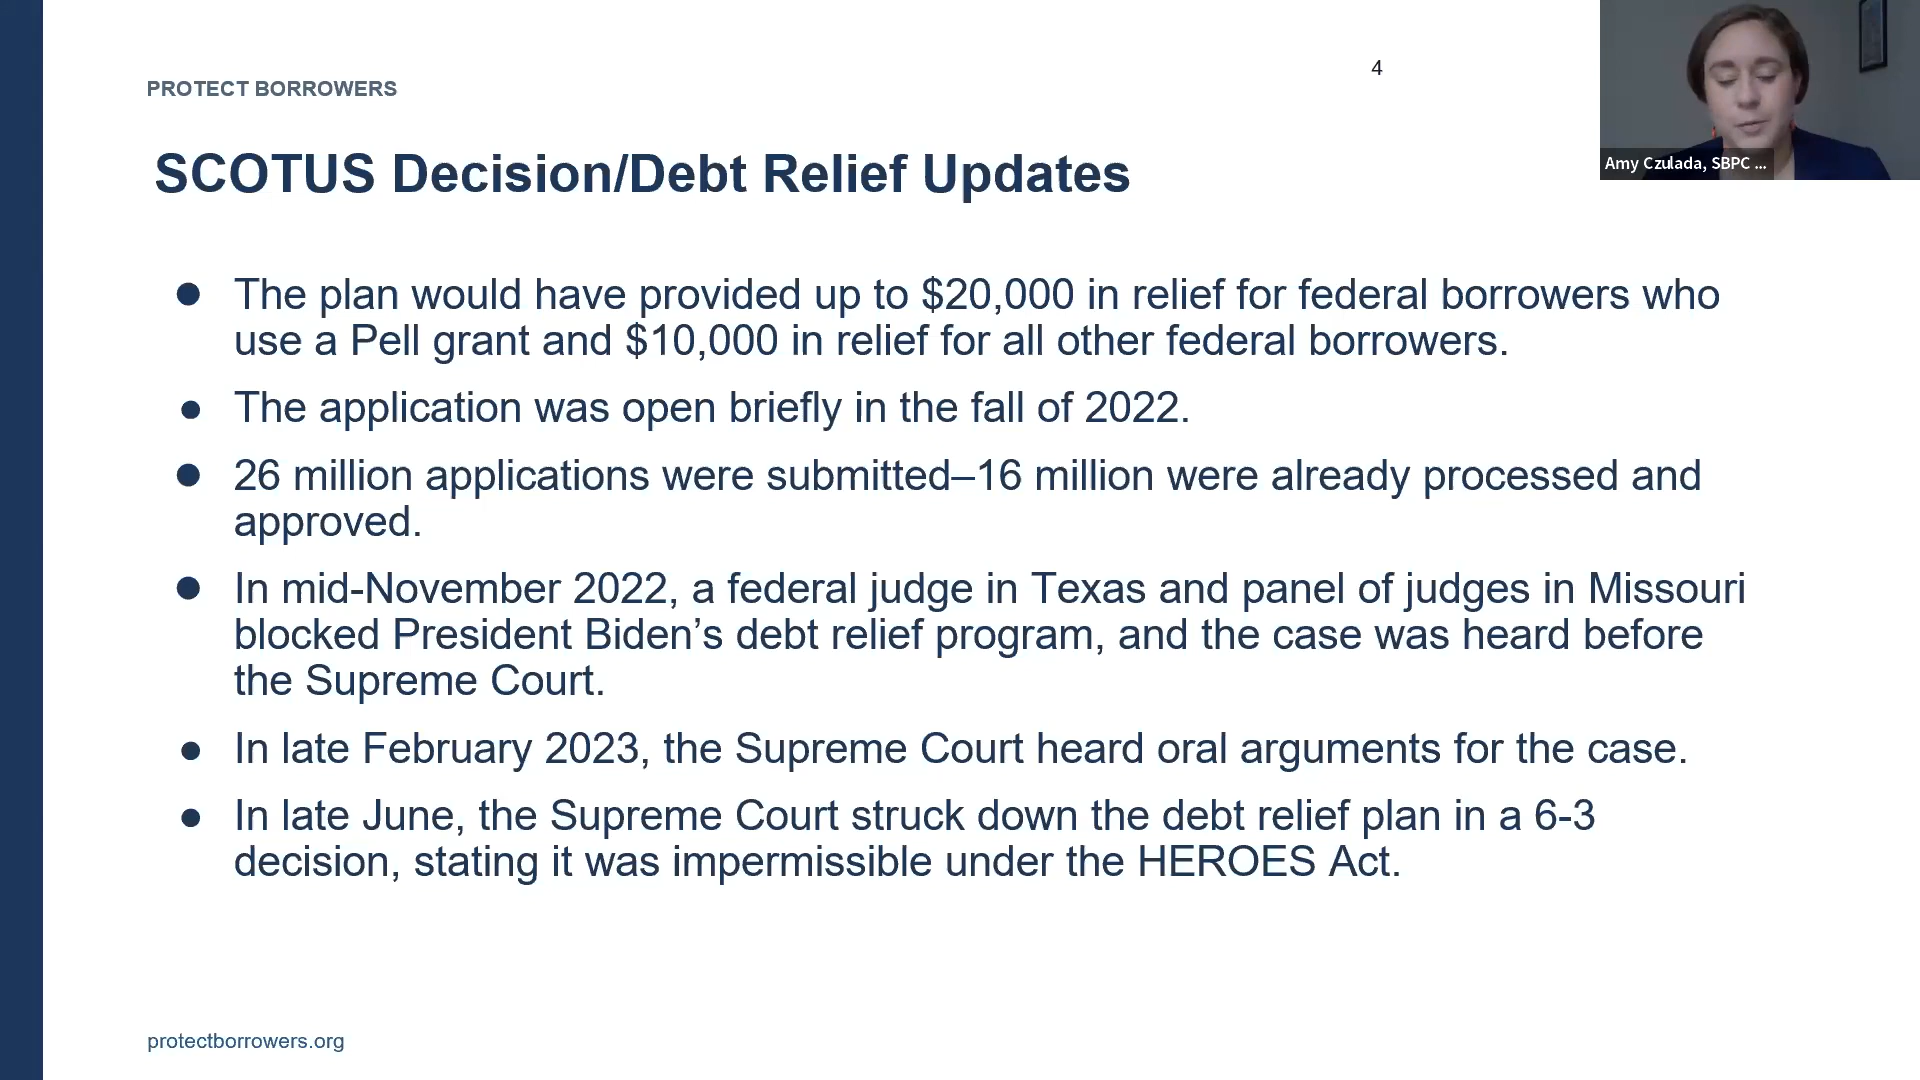 PROTECT BORROWERS
4
Amy Czulada, SBPC ...
SCOTUS Decision/Debt Relief Updates
● The plan would have provided up to $20,000 in relief for federal borrowers who
use a Pell grant and $10,000 in relief for all other federal borrowers.
● The application was open briefly in the fall of 2022.
● 26 million applications were submitted–16 million were already processed and
approved.
● In mid-November 2022, a federal judge in Texas and panel of judges in Missouri
blocked President Biden’s debt relief program, and the case was heard before
the Supreme Court.
● In late February 2023, the Supreme Court heard oral arguments for the case.
● In late June, the Supreme Court struck down the debt relief plan in a 6-3
decision, stating it was impermissible under the HEROES Act.
protectborrowers.org